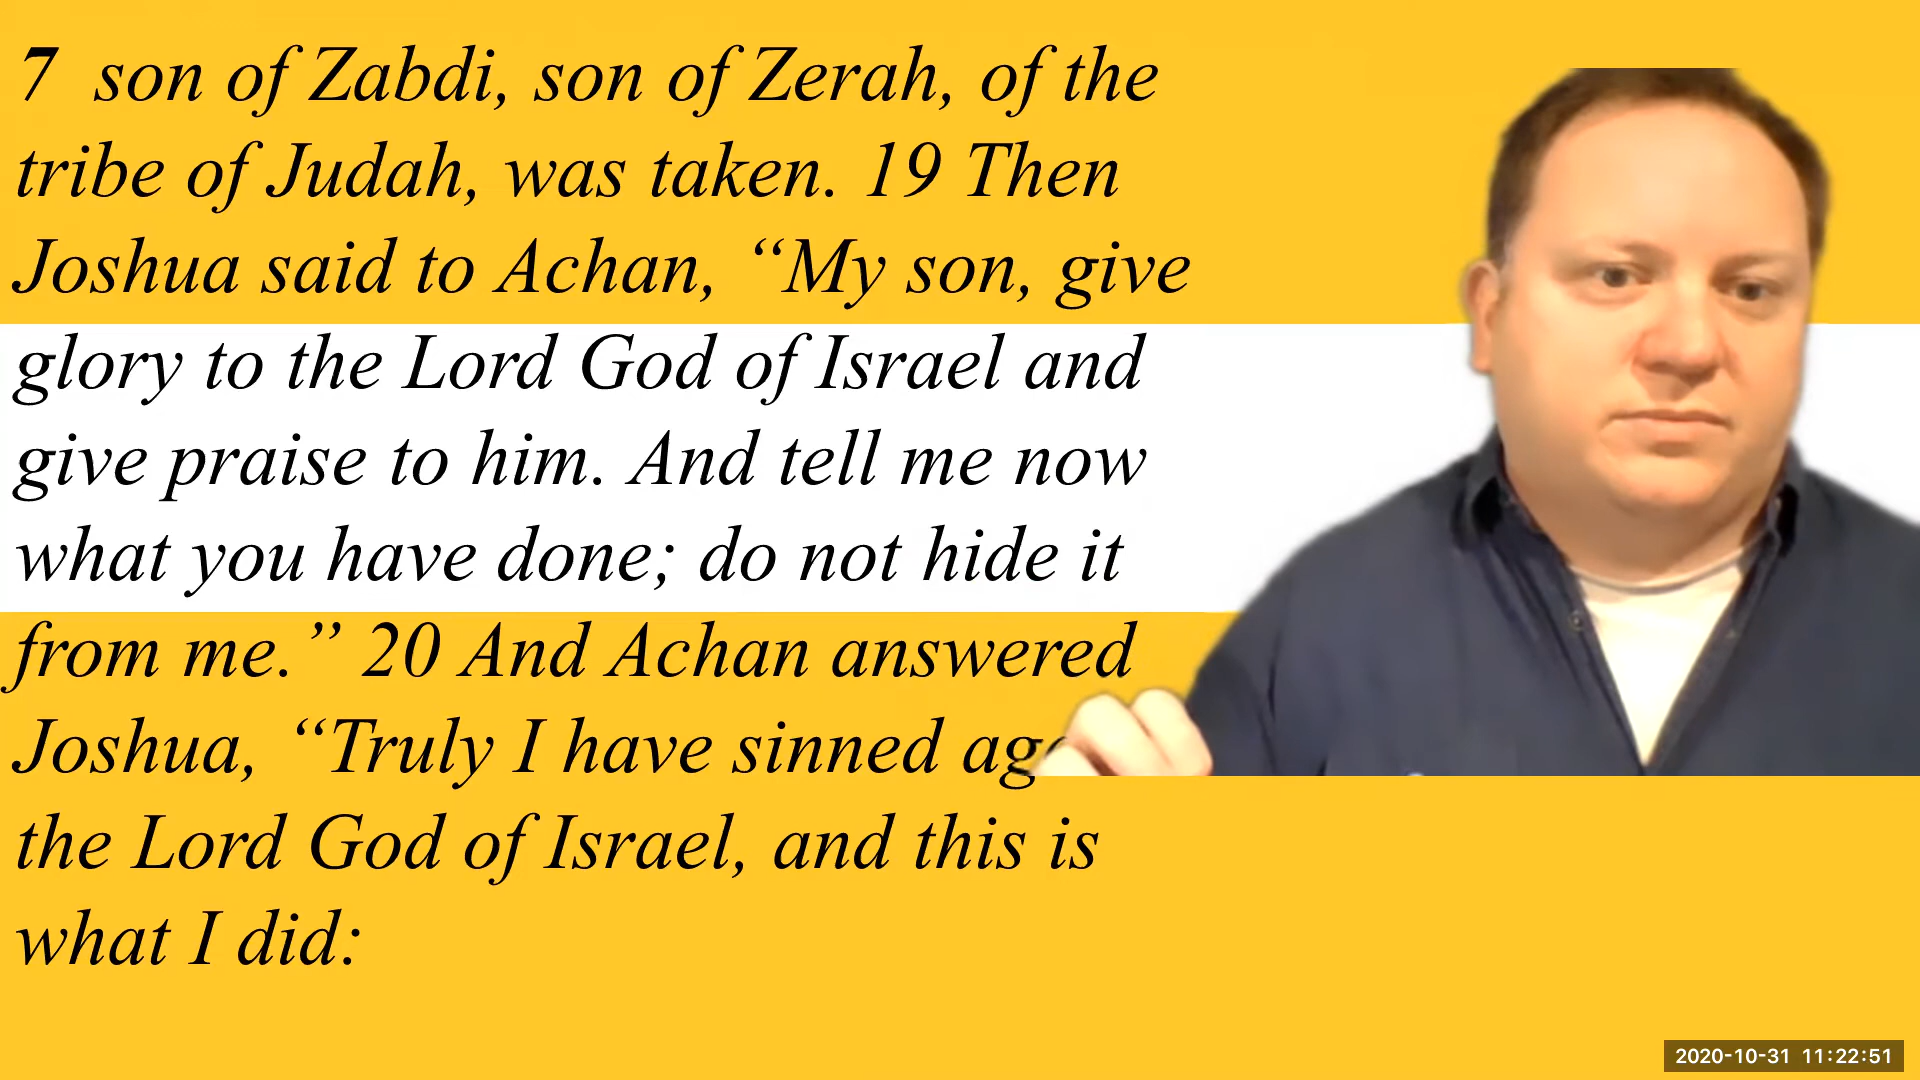 7 son of Zabdi, son of Zerah, of the
tribe of Judah, was taken. 19 Then
Joshua said to Achan, “My son, give
glory to the Lord God of Israel and
give praise to him. And tell me now
what you have done; do not hide it
from me.” 20 And Achan answered
Joshua, “Truly I have sinned
the Lord God of Israel, and this is
what I did:
2020-10-31 11:22:51